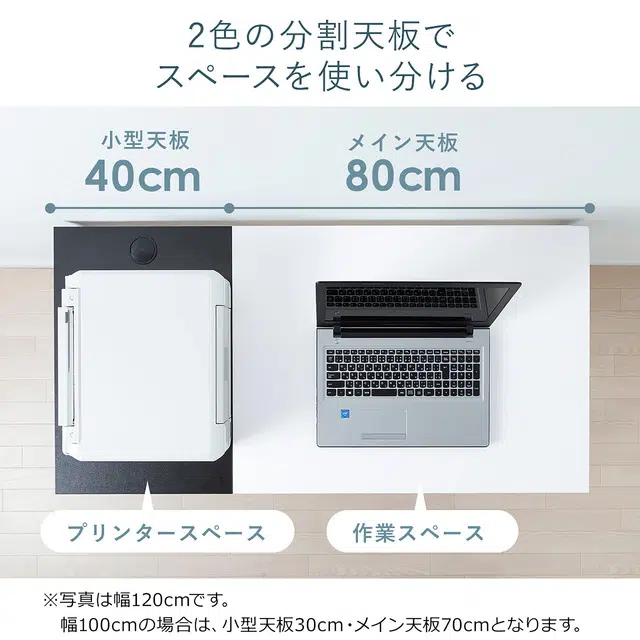 2色の分割天板で
スペースを使い分ける
小型天板
40cm
メイン天板
80cm
プリンタースペース
作業スペース
※写真は幅120cmです。
幅100cmの場合は、小型天板30cm・メイン天板70cmとなります。